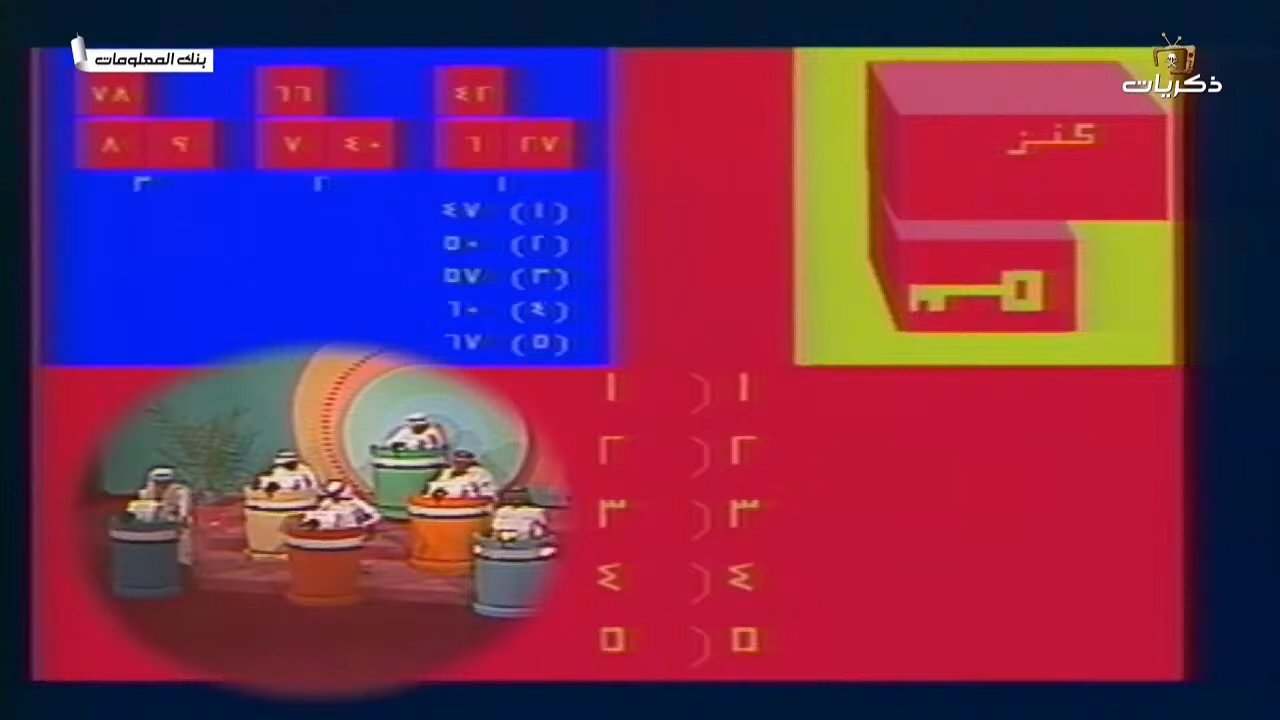 بنك المعلومات
ذكريات
٤٢ ٦٦ ٧٨
٦ ٢٧ ٧ ٤٠ ٨ ٩
١ ٢ ٣
(١) ٤٧
(٢) ٥٠
(٣) ٥٧
(٤) ٦٠
(٥) ٦٧
كنز
١ ) ١
٢ ) ٢
٣ ) ٣
٤ ) ٤
٥ ) ٥